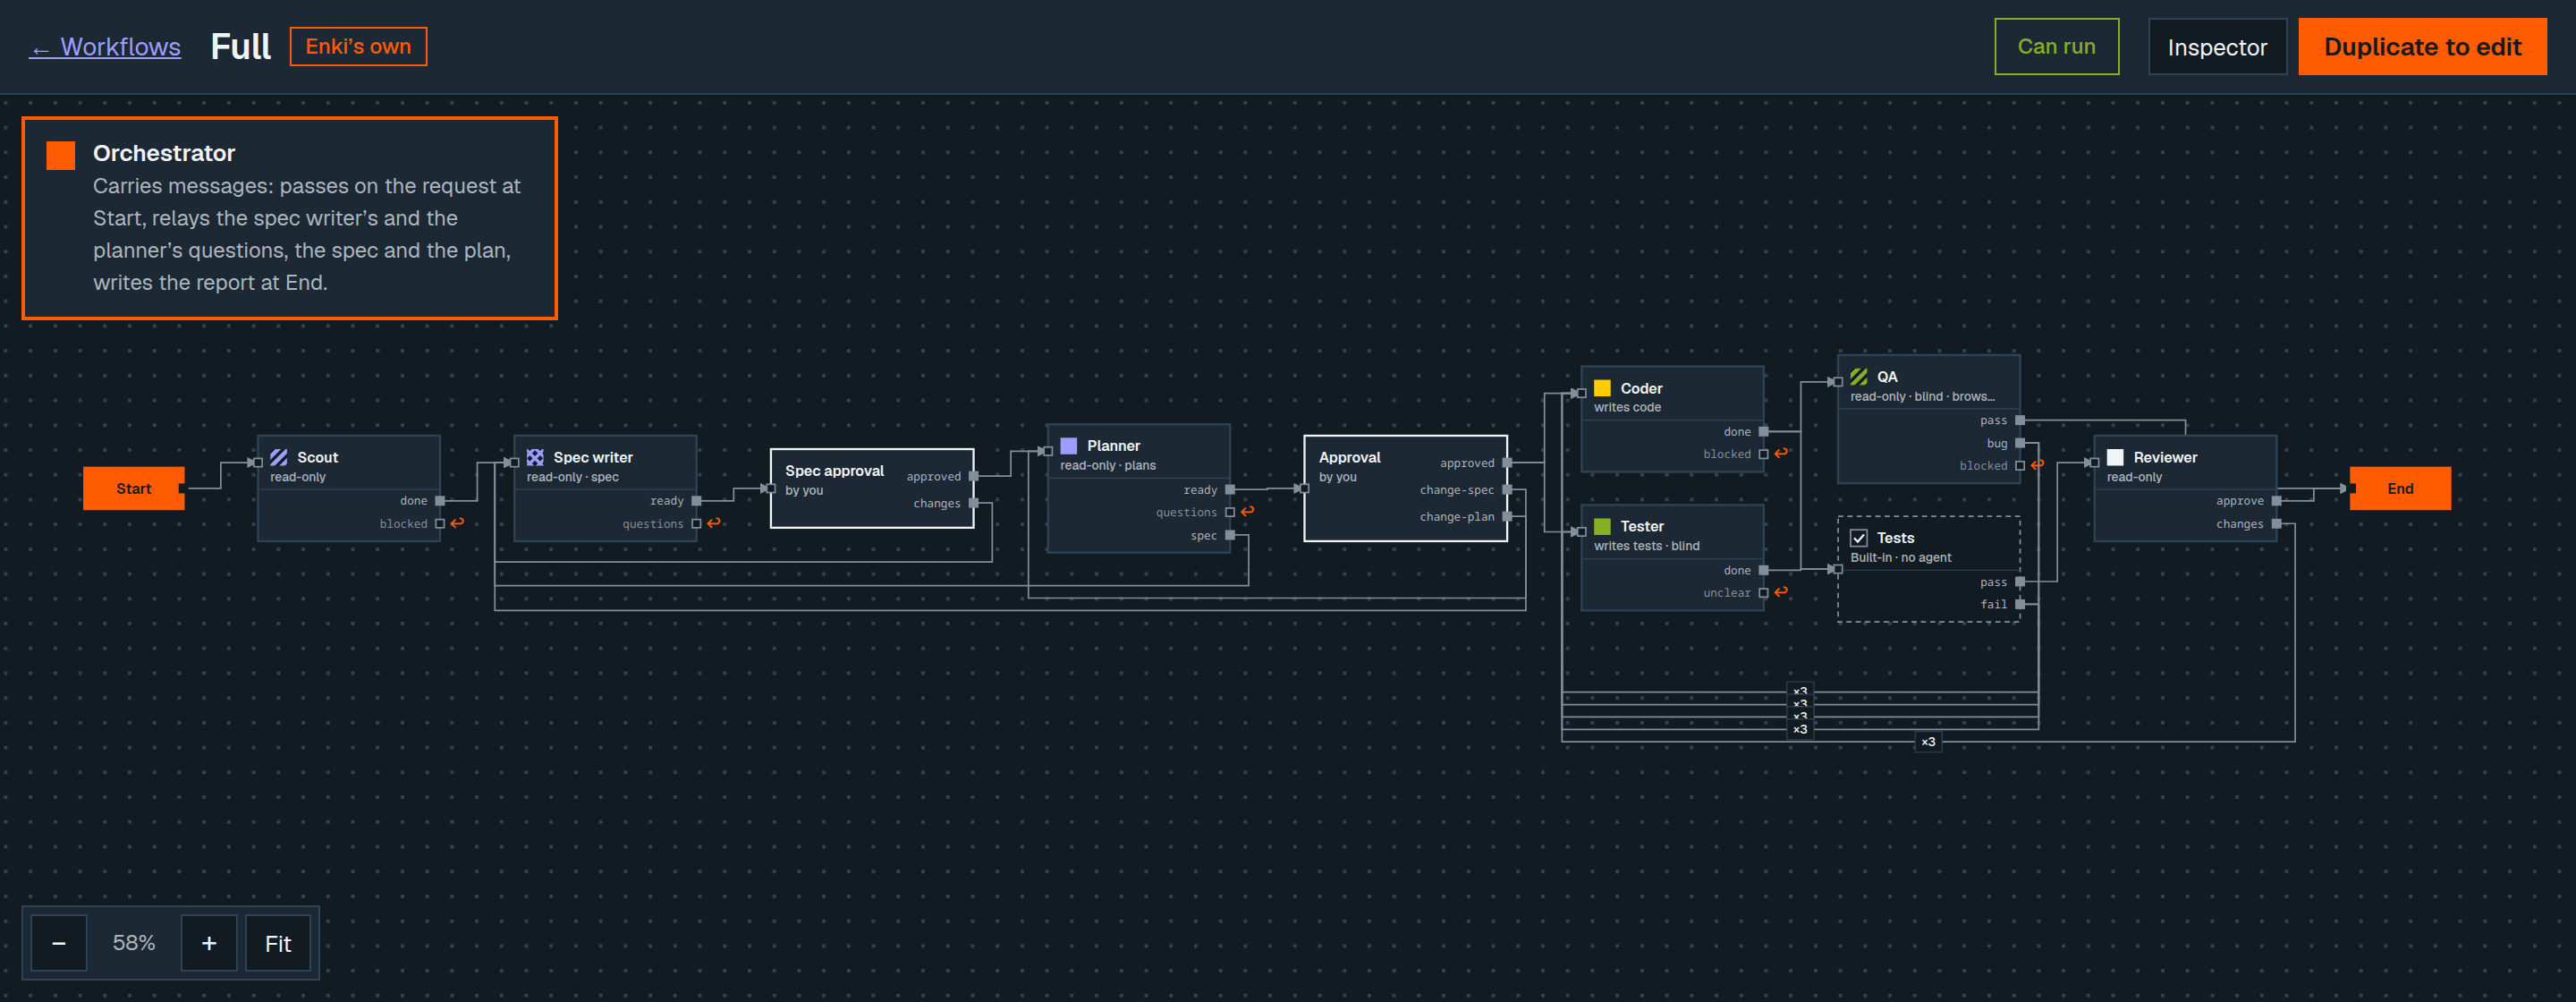 ← Workflows
Full
Enki’s own
Can run
Inspector
Duplicate to edit
Orchestrator
Carries messages: passes on the request at
Start, relays the spec writer’s and the
planner’s questions, the spec and the plan,
writes the report at End.
Start
Scout
read-only
done
blocked
Spec writer
read-only · spec
ready
questions
Spec approval
by you
approved
changes
Planner
read-only · plans
ready
questions
spec
Approval
by you
approved
change-spec
change-plan
Coder
writes code
done
blocked
Tester
writes tests · blind
done
unclear
QA
read-only · blind · brows…
pass
bug
blocked
Tests
Built-in · no agent
pass
fail
Reviewer
read-only
approve
changes
End
×3
×3
×3
×3
×3
−
58%
+
Fit